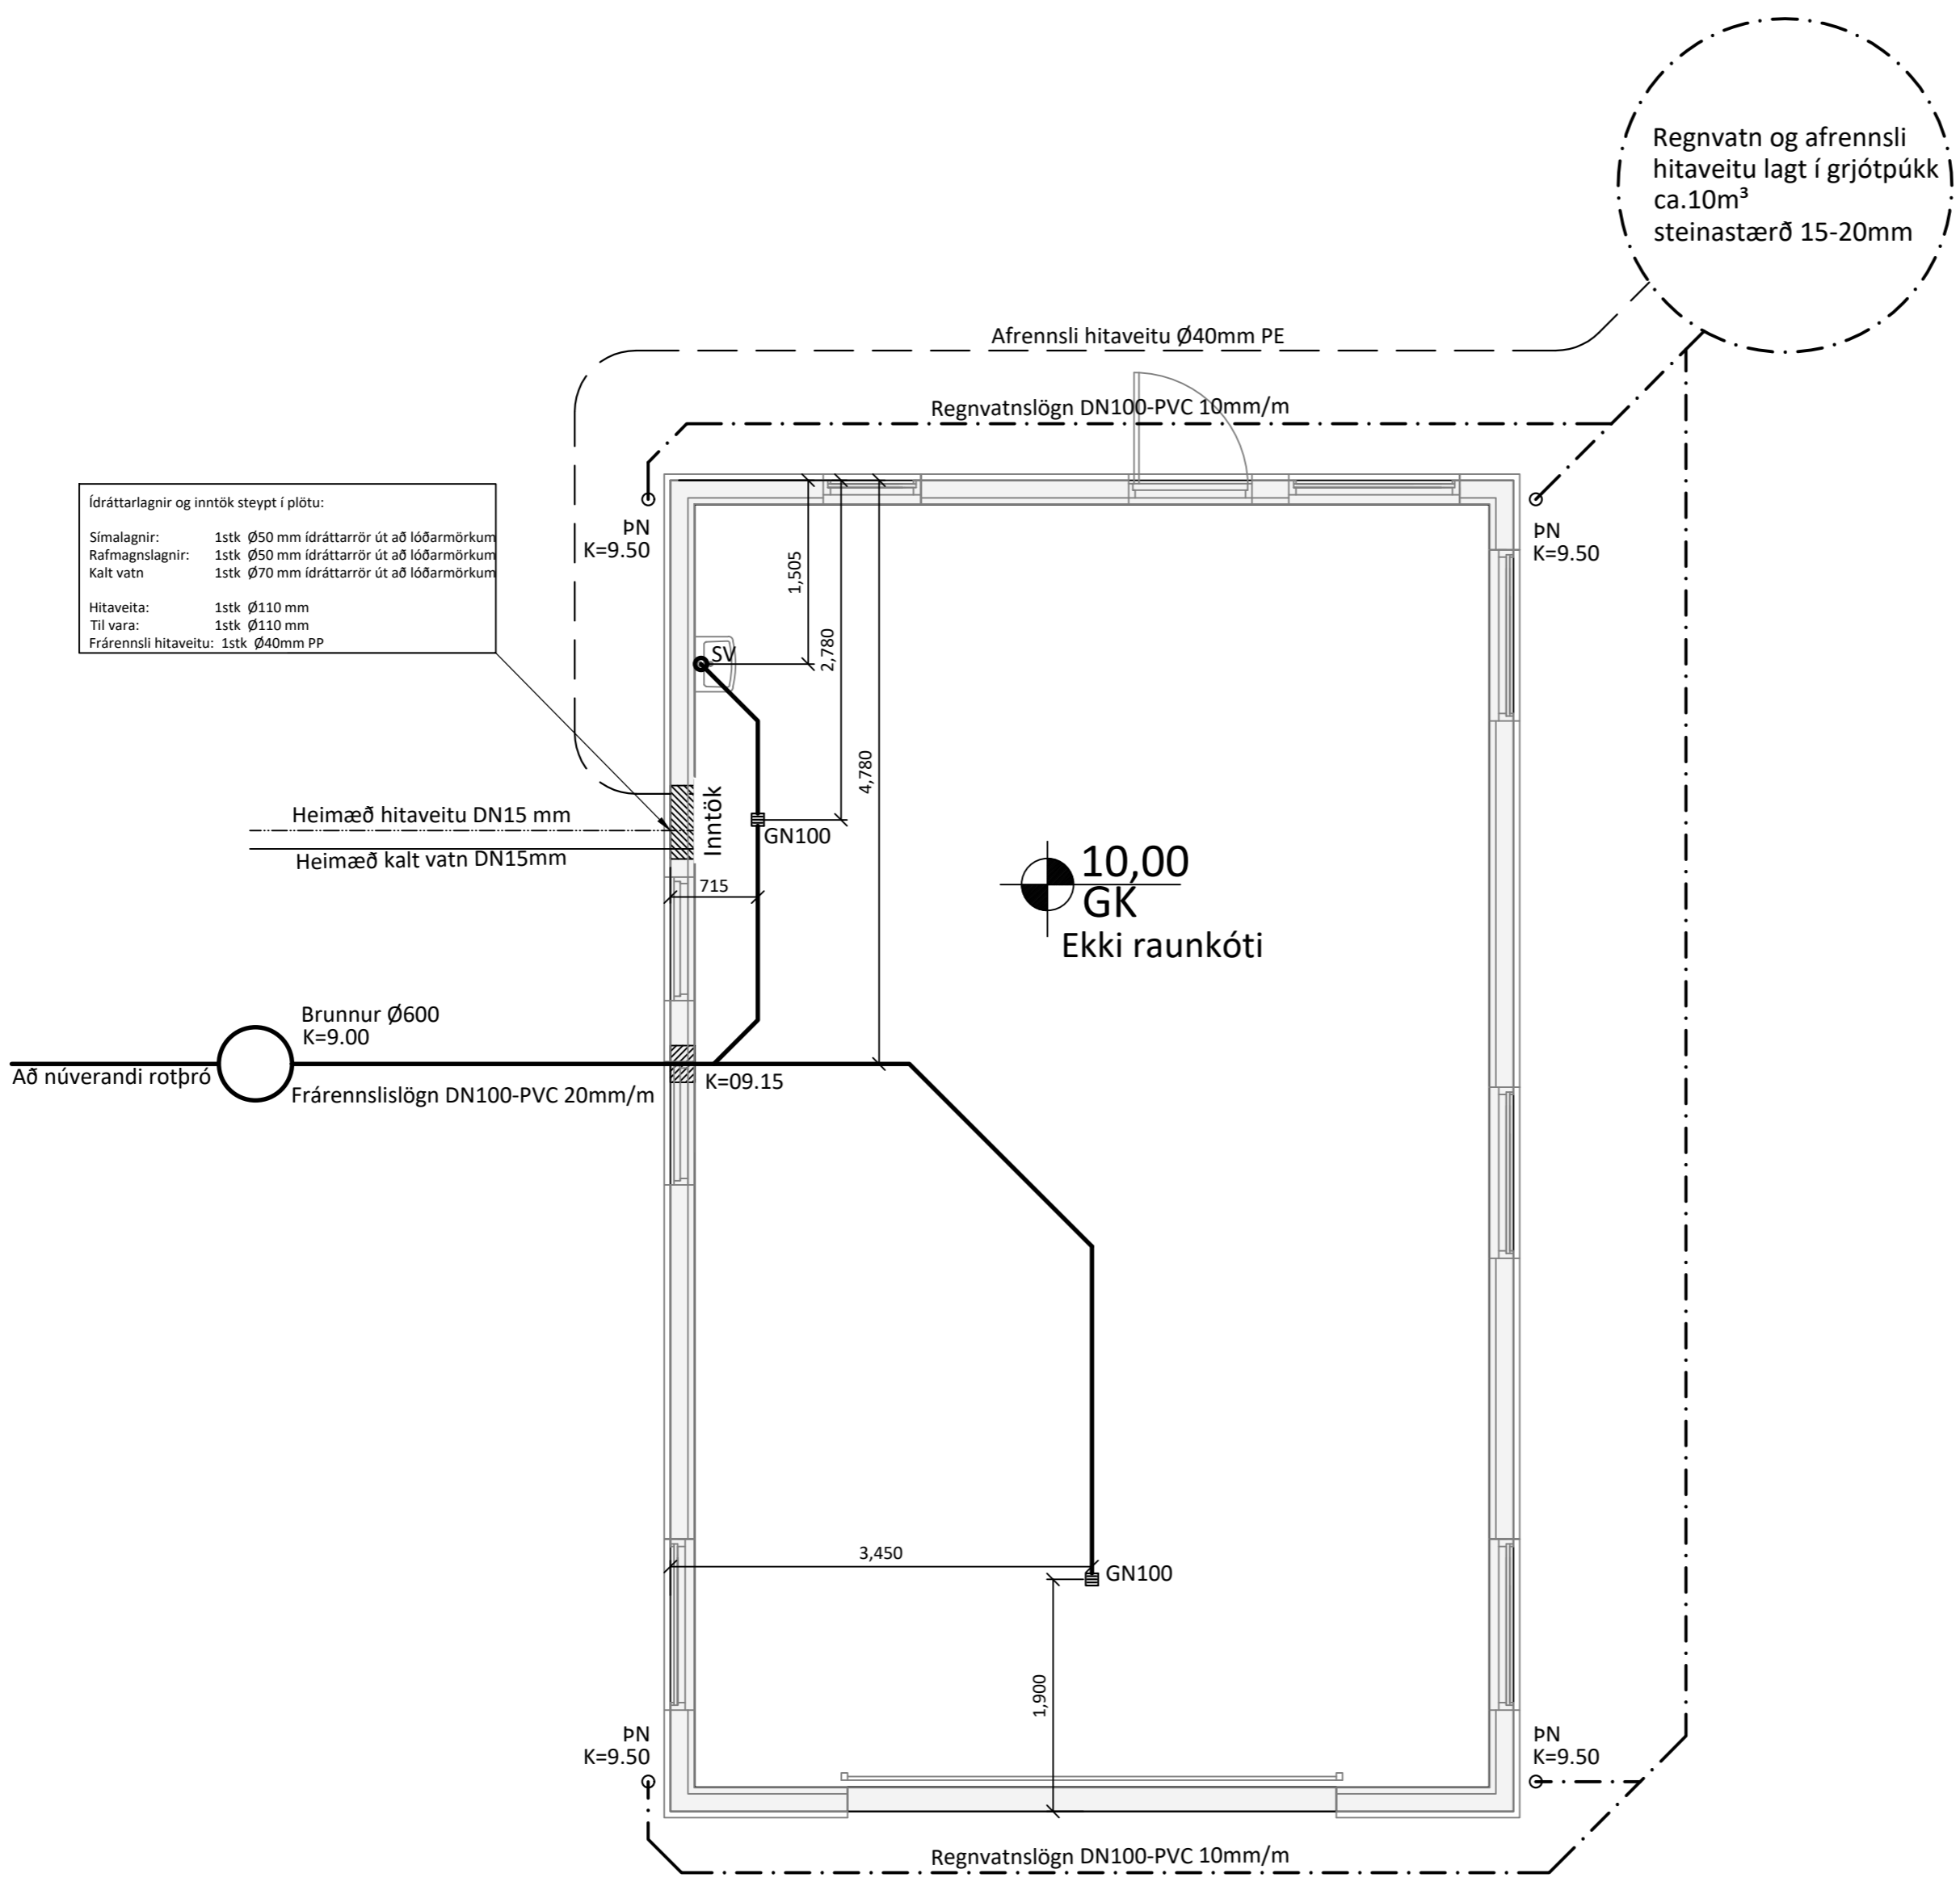 Regnvatn og afrennsli
hitaveitu lagt í grjótpúkk
ca.10m³
steinastærð 15-20mm
Afrennsli hitaveitu Ø40mm PE
Regnvatnslögn DN100-PVC 10mm/m
Ídráttarlagnir og inntök steypt í plötu:
Símalagnir: 1stk Ø50 mm ídráttarrör út að lóðarmörkum
Rafmagnslagnir: 1stk Ø50 mm ídráttarrör út að lóðarmörkum
Kalt vatn 1stk Ø70 mm ídráttarrör út að lóðarmörkum
Hitaveita: 1stk Ø110 mm
Til vara: 1stk Ø110 mm
Frárennsli hitaveitu: 1stk Ø40mm PP
ÞN
K=9.50
ÞN
K=9.50
1,505
2,780
4,780
SV
Inntök
GN100
Heimæð hitaveitu DN15 mm
Heimæð kalt vatn DN15mm
715
10,00
GK
Ekki raunkóti
Brunnur Ø600
K=9.00
Að núverandi rotþró
Frárennslislögn DN100-PVC 20mm/m
K=09.15
3,450
GN100
1,900
ÞN
K=9.50
ÞN
K=9.50
Regnvatnslögn DN100-PVC 10mm/m